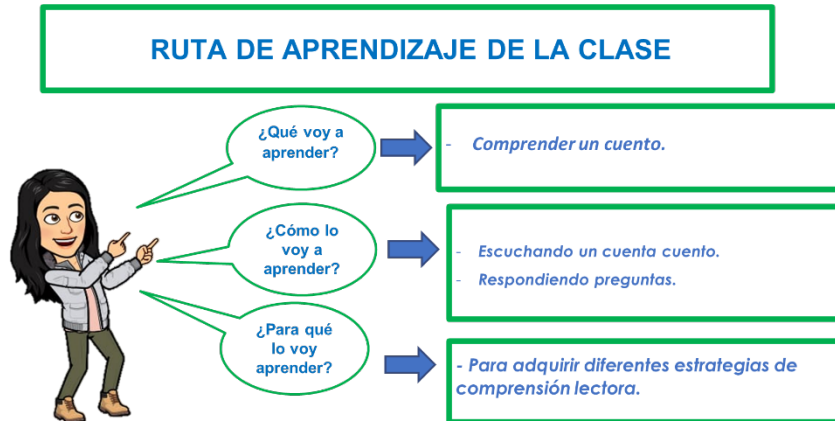 RUTA DE APRENDIZAJE DE LA CLASE
¿Qué voy a
aprender?
- Comprender un cuento.
¿Cómo lo
voy a
aprender?
- Escuchando un cuenta cuento.
- Respondiendo preguntas.
¿Para qué
lo voy
aprender?
- Para adquirir diferentes estrategias de
comprensión lectora.